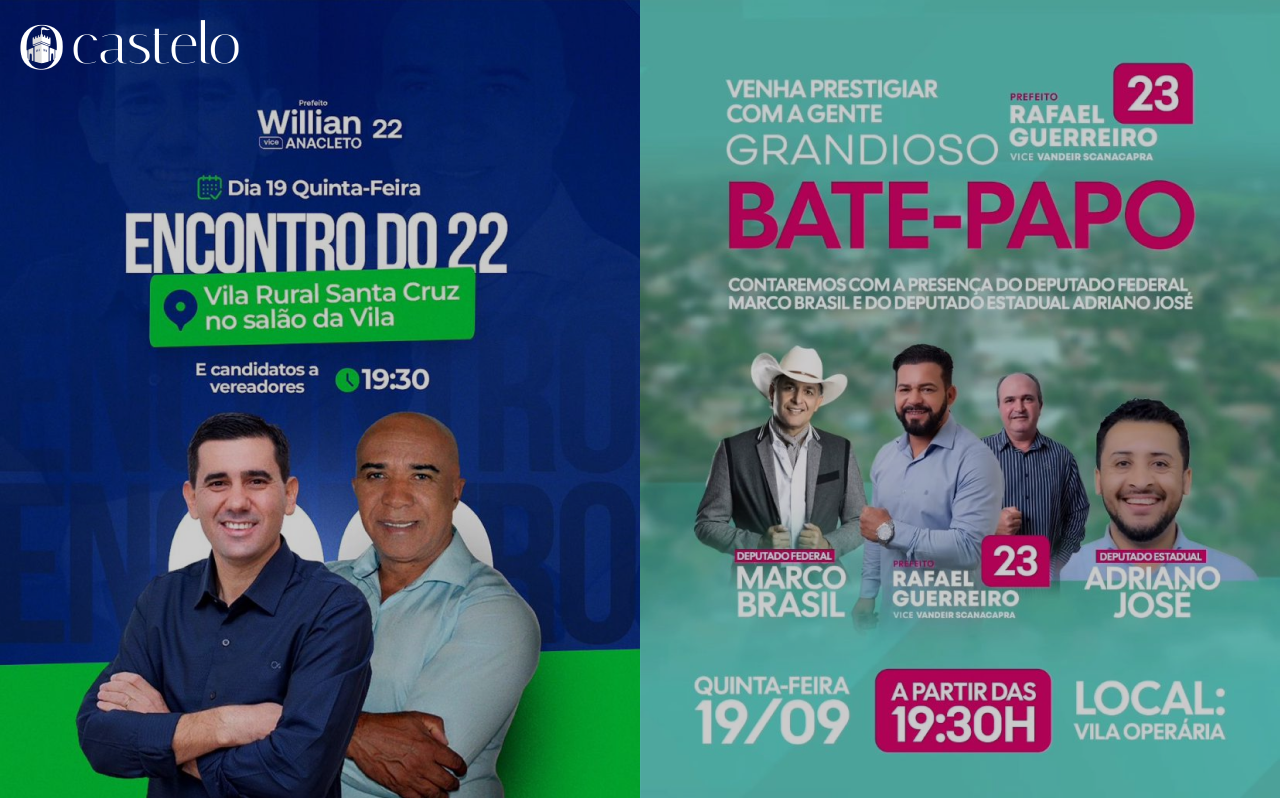 castelo
Prefeito
Willian
vice ANACLETO
22
Dia 19 Quinta-Feira
ENCONTRO DO 22
Vila Rural Santa Cruz
no salão da Vila
E candidatos a
vereadores
19:30
ENCONTRO
ENCONTRO
VENHA PRESTIGIAR
COM A GENTE
GRANDIOSO
PREFEITO
RAFAEL
23
GUERREIRO
VICE VANDEIR SCANACAPRA
BATE-PAPO
CONTAREMOS COM A PRESENÇA DO DEPUTADO FEDERAL
MARCO BRASIL E DO DEPUTADO ESTADUAL ADRIANO JOSÉ
DEPUTADO FEDERAL
MARCO
BRASIL
PREFEITO
RAFAEL
23
GUERREIRO
VICE VANDEIR SCANACAPRA
DEPUTADO ESTADUAL
ADRIANO
JOSÉ
QUINTA-FEIRA
19/09
A PARTIR DAS
19:30H
LOCAL:
VILA OPERÁRIA